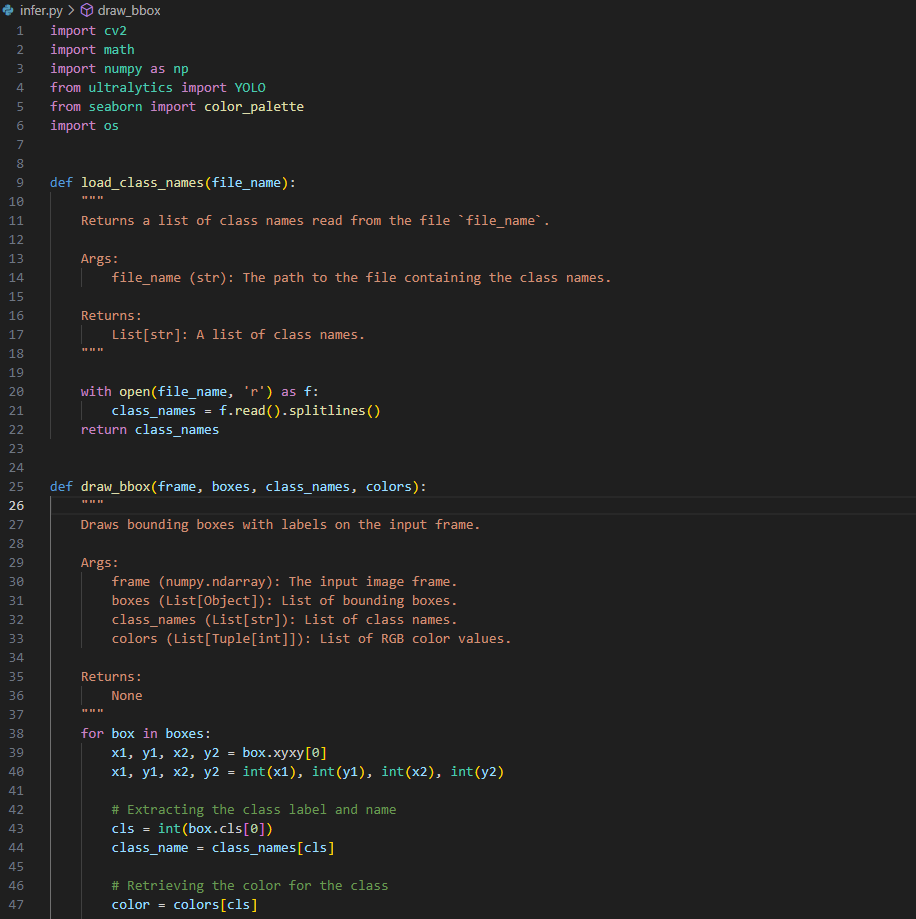 infer.py > draw_bbox
1 import cv2
2 import math
3 import numpy as np
4 from ultralytics import YOLO
5 from seaborn import color_palette
6 import os
7
8
9 def load_class_names(file_name):
10     """
11     Returns a list of class names read from the file `file_name`.
12
13     Args:
14         file_name (str): The path to the file containing the class names.
15
16     Returns:
17         List[str]: A list of class names.
18     """
19
20     with open(file_name, 'r') as f:
21         class_names = f.read().splitlines()
22     return class_names
23
24
25 def draw_bbox(frame, boxes, class_names, colors):
26     """
27     Draws bounding boxes with labels on the input frame.
28
29     Args:
30         frame (numpy.ndarray): The input image frame.
31         boxes (List[Object]): List of bounding boxes.
32         class_names (List[str]): List of class names.
33         colors (List[Tuple[int]]): List of RGB color values.
34
35     Returns:
36         None
37     """
38     for box in boxes:
39         x1, y1, x2, y2 = box.xyxy[0]
40         x1, y1, x2, y2 = int(x1), int(y1), int(x2), int(y2)
41
42         # Extracting the class label and name
43         cls = int(box.cls[0])
44         class_name = class_names[cls]
45
46         # Retrieving the color for the class
47         color = colors[cls]